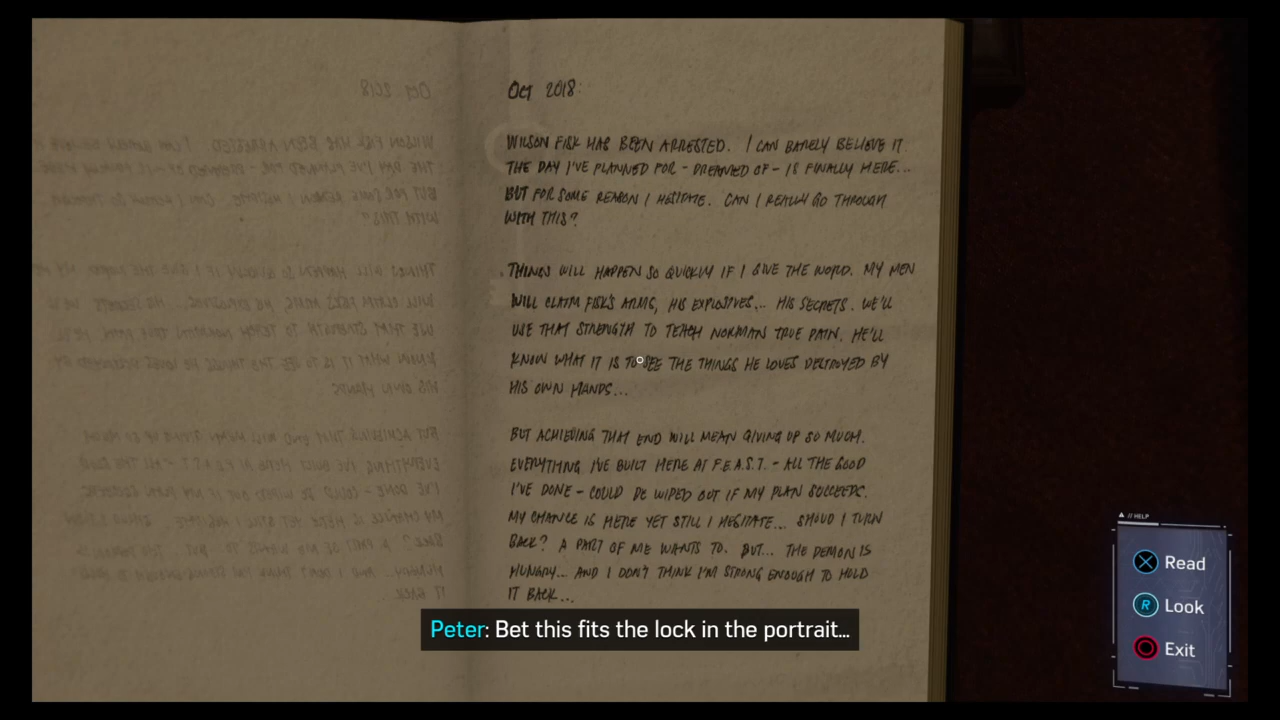 Oct 2018
WILSON FISK HAS BEEN ARRESTED. I CAN BARELY BELIEVE IT.
THE DAY I'VE PLANNED FOR - DREAMED OF - IS FINALLY HERE...
BUT FOR SOME REASON I HESITATE. CAN I REALLY GO THROUGH
WITH THIS?
THINGS WILL HAPPEN SO QUICKLY IF I GIVE THE WORD. MY MEN
WILL CLAIM FISK'S ARMS, HIS EXPLOSIVES... HIS SECRETS. WE'LL
USE THAT STRENGTH TO TEACH NORMAN TRUE PAIN. HE'LL
KNOW WHAT IT IS TO SEE THE THINGS HE LOVES DESTROYED BY
HIS OWN HANDS...
BUT ACHIEVING THAT END WILL MEAN GIVING UP SO MUCH.
EVERYTHING I'VE BUILT HERE AT F.E.A.S.T. - ALL THE GOOD
I'VE DONE - COULD BE WIPED OUT IF MY PLAN SUCCEEDS.
MY CHANCE IS HERE YET STILL I HESITATE... SHOUD I TURN
BACK? A PART OF ME WANTS TO. BUT... THE DEMON IS
HUNGRY... AND I DON'T THINK I'M STRONG ENOUGH TO HOLD
IT BACK...
Peter: Bet this fits the lock in the portrait...
// HELP
Read
R Look
Exit